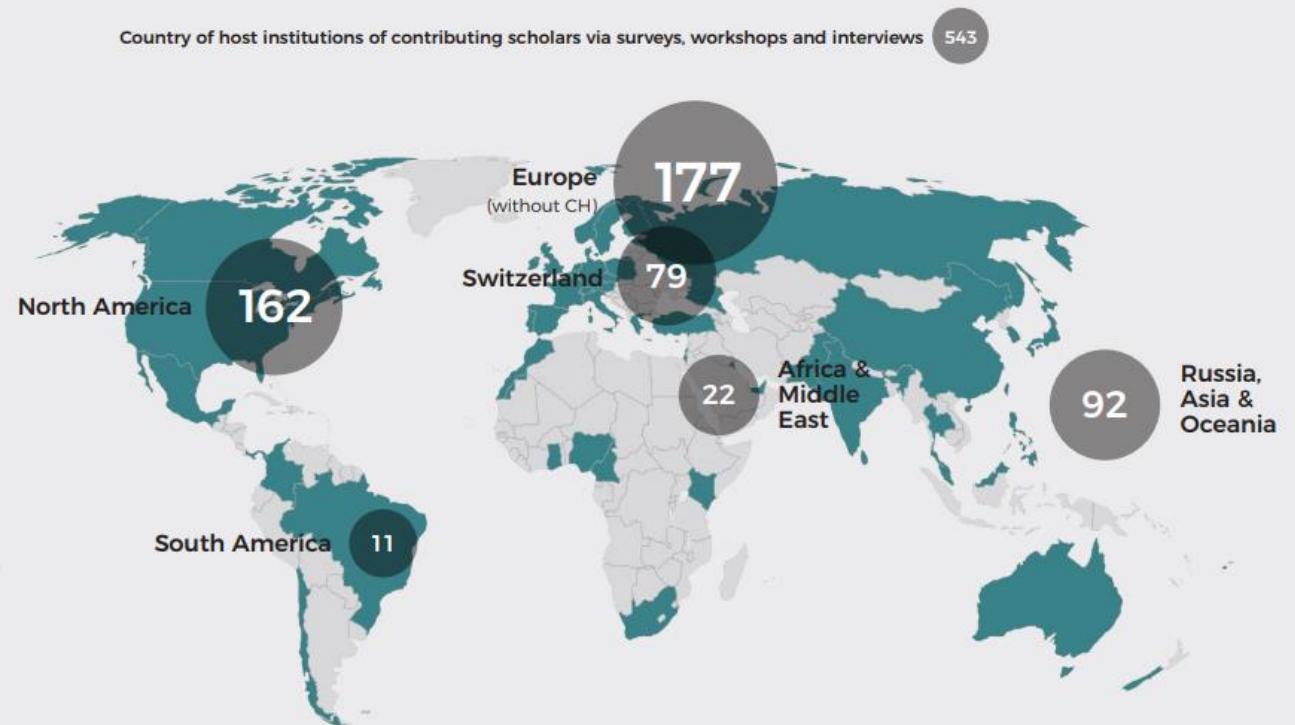 Country of host institutions of contributing scholars via surveys, workshops and interviews 543
Europe
(without CH)
177
Switzerland 79
North America 162
22 Africa &
Middle
East
92 Russia,
Asia &
Oceania
South America 11